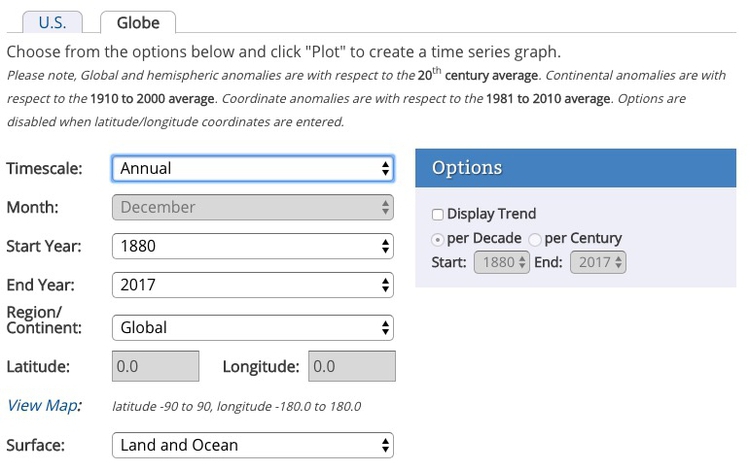 U.S. Globe
Choose from the options below and click "Plot" to create a time series graph.
Please note, Global and hemispheric anomalies are with respect to the 20th century average. Continental anomalies are with
respect to the 1910 to 2000 average. Coordinate anomalies are with respect to the 1981 to 2010 average. Options are
disabled when latitude/longitude coordinates are entered.
Timescale: Annual
Month: December
Start Year: 1880
End Year: 2017
Region/
Continent: Global
Latitude: 0.0 Longitude: 0.0
View Map: latitude -90 to 90, longitude -180.0 to 180.0
Surface: Land and Ocean
Options
Display Trend
per Decade per Century
Start: 1880 End: 2017